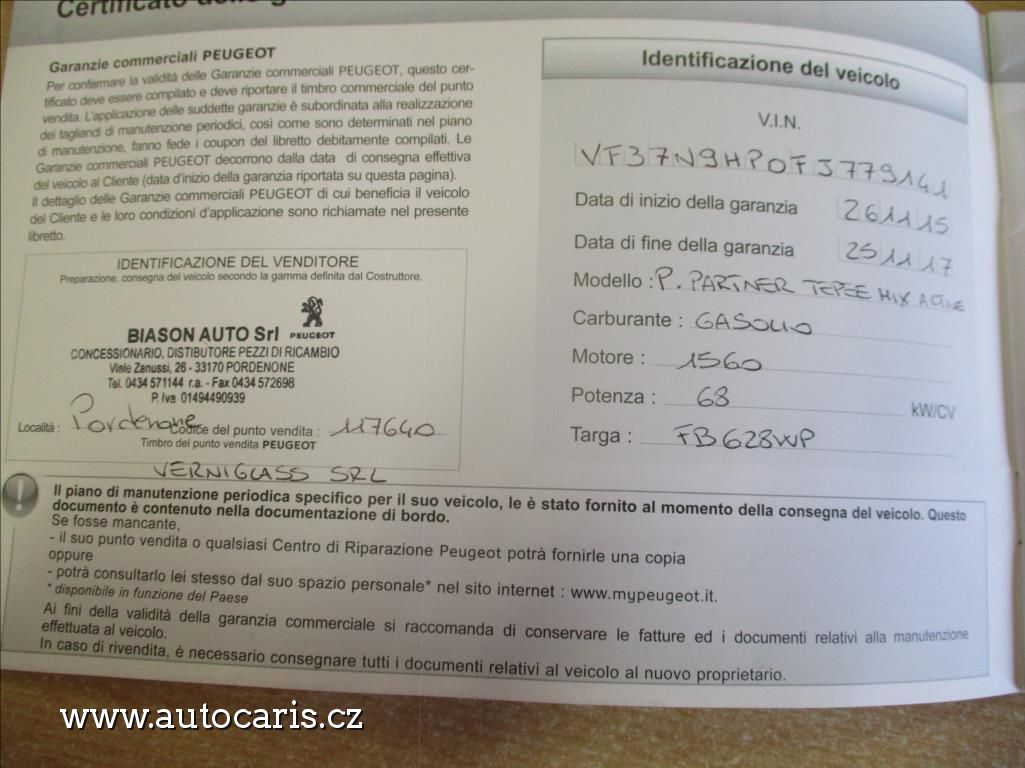 Certificato delle g
Garanzie commerciali PEUGEOT
Per confermare la validità delle Garanzie commerciali PEUGEOT, questo cer-
tificato deve essere compilato e deve riportare il timbro commerciale del punto
vendita. L'applicazione delle suddette garanzie è subordinata alla realizzazione
dei tagliandi di manutenzione periodici, così come sono determinati nel piano
di manutenzione, fanno fede i coupon del libretto debitamente compilati. Le
Garanzie commerciali PEUGEOT decorrono dalla data di consegna effettiva
del veicolo al Cliente (data d'inizio della garanzia riportata su questa pagina).
Il dettaglio delle Garanzie commerciali PEUGEOT di cui beneficia il veicolo
del Cliente e le loro condizioni d'applicazione sono richiamate nel presente
libretto.
IDENTIFICAZIONE DEL VENDITORE
Preparazione, consegna del veicolo secondo la gamma definita dal Costruttore.
BIASON AUTO Srl PEUGEOT
CONCESSIONARIO, DISTRIBUTORE PEZZI DI RICAMBIO
Viale Zanussi, 26 - 33170 PORDENONE
Tel. 0434 571144 r.a. - Fax 0434 572698
P. Iva 01494490939
Località : Pordenone Codice del punto vendita : 117640
Timbro del punto vendita PEUGEOT
VERNIGLASS SRL
Identificazione del veicolo
V.I.N.
VF37N9HP0FJ779141
Data di inizio della garanzia 261115
Data di fine della garanzia 251117
Modello : P. PARTNER TEPEE MIX ACTIVE
Carburante : GASOLIO
Motore : 1560
Potenza : 68 kW/CV
Targa : FB628WP
Il piano di manutenzione periodica specifico per il suo veicolo, le è stato fornito al momento della consegna del veicolo. Questo
documento è contenuto nella documentazione di bordo.
Se fosse mancante,
- il suo punto vendita o qualsiasi Centro di Riparazione Peugeot potrà fornirle una copia
oppure
- potrà consultarlo lei stesso dal suo spazio personale* nel sito internet : www.mypeugeot.it.
* disponibile in funzione del Paese
Ai fini della validità della garanzia commerciale si raccomanda di conservare le fatture ed i documenti relativi alla manutenzione
effettuata al veicolo.
In caso di rivendita, è necessario consegnare tutti i documenti relativi al veicolo al nuovo proprietario.
www.autocaris.cz